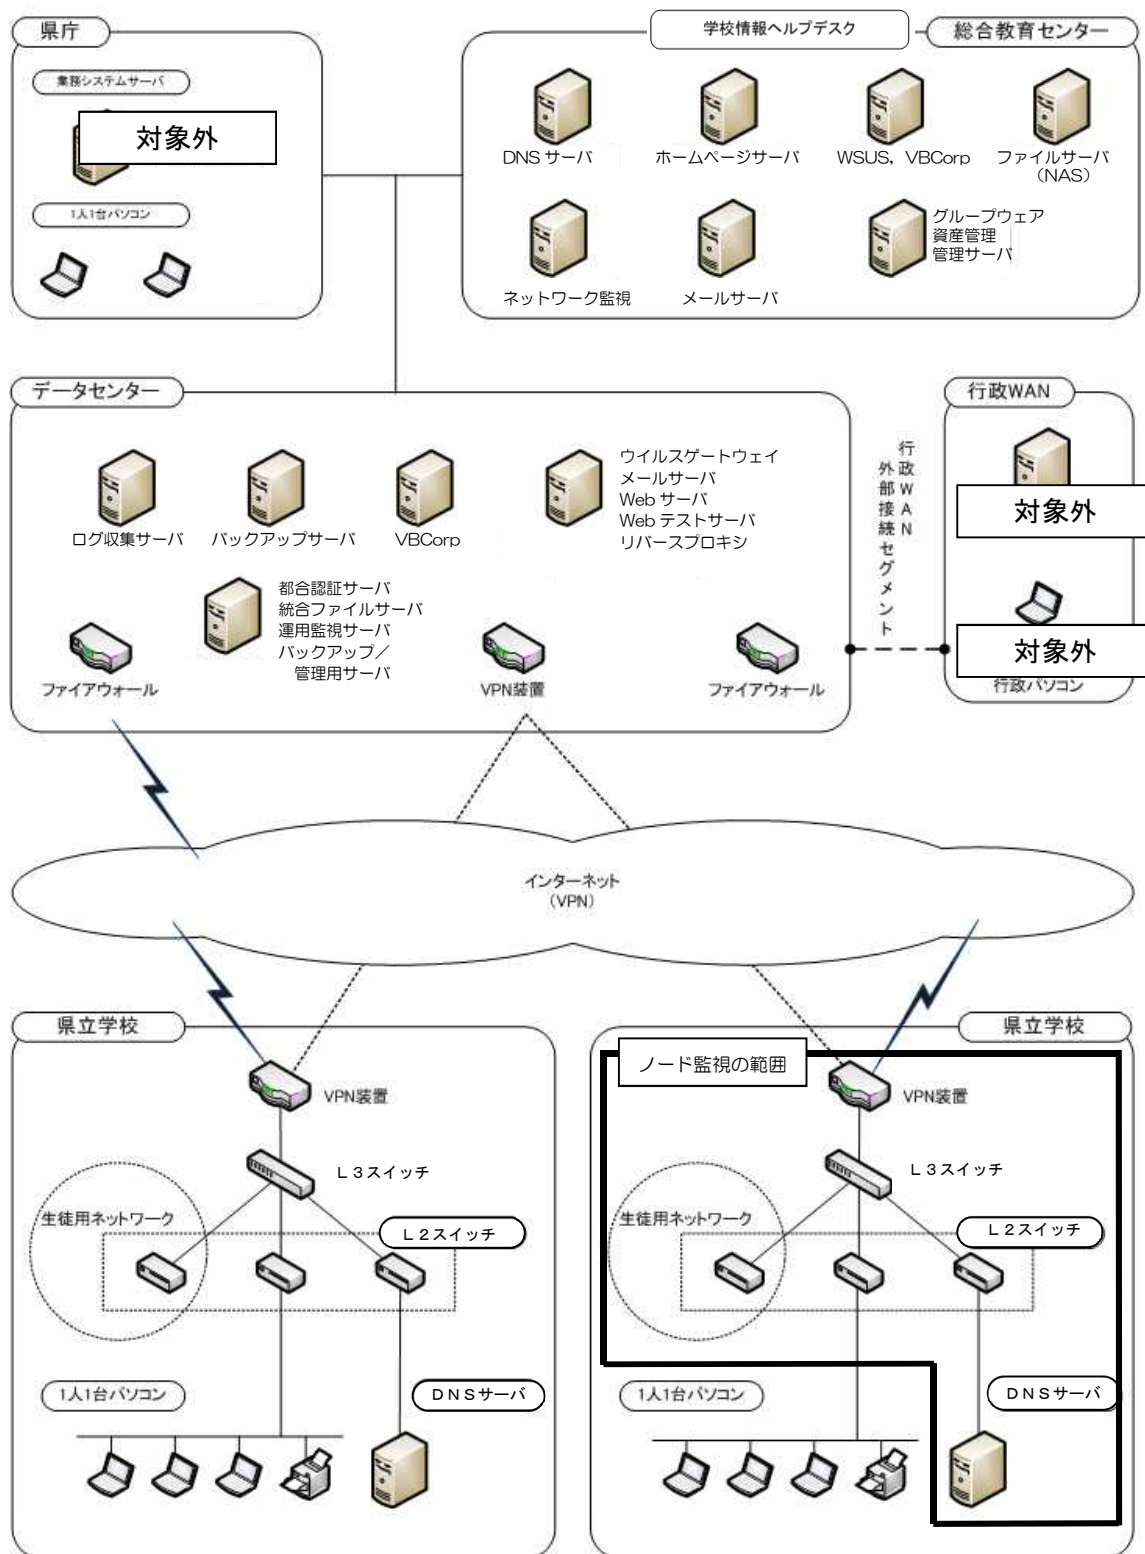 県庁
業務システムサーバ
対象外
1人1台パソコン
学校情報ヘルプデスク
総合教育センター
DNS サーバ
ホームページサーバ
WSUS，VBCorp
ファイルサーバ
（NAS）
ネットワーク監視
メールサーバ
グループウェア
資産管理
管理サーバ
データセンター
ログ収集サーバ
バックアップサーバ
VBCorp
ウイルスゲートウェイ
メールサーバ
Web サーバ
Web テストサーバ
リバースプロキシ
都合認証サーバ
統合ファイルサーバ
運用監視サーバ
バックアップ／
管理用サーバ
ファイアウォール
VPN装置
ファイアウォール
行政WAN
外部接続セグメント
行政WAN
対象外
対象外
行政パソコン
インターネット
（VPN）
県立学校
VPN装置
Ｌ３スイッチ
生徒用ネットワーク
Ｌ２スイッチ
1人1台パソコン
ＤＮＳサーバ
県立学校
ノード監視の範囲
VPN装置
Ｌ３スイッチ
生徒用ネットワーク
Ｌ２スイッチ
1人1台パソコン
ＤＮＳサーバ